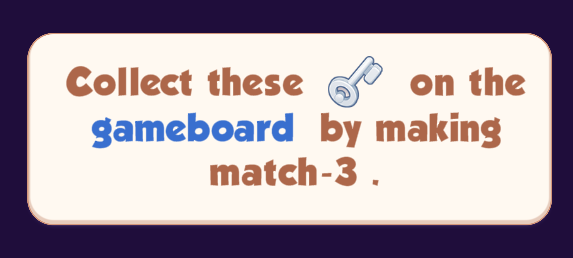 Collect these on the
gameboard by making
match-3 .